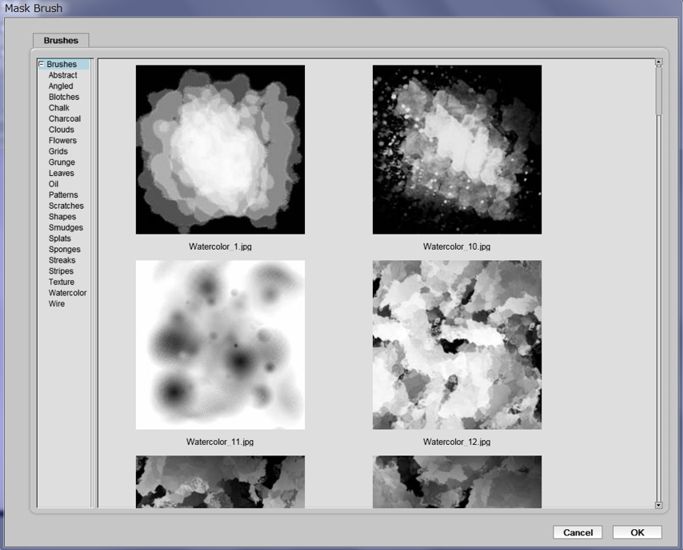 Mask Brush
Brushes
Brushes
Abstract
Angled
Blotches
Chalk
Charcoal
Clouds
Flowers
Grids
Grunge
Leaves
Oil
Patterns
Scratches
Shapes
Smudges
Splats
Sponges
Streaks
Stripes
Texture
Watercolor
Wire
Watercolor_1.jpg
Watercolor_10.jpg
Watercolor_11.jpg
Watercolor_12.jpg
Cancel
OK